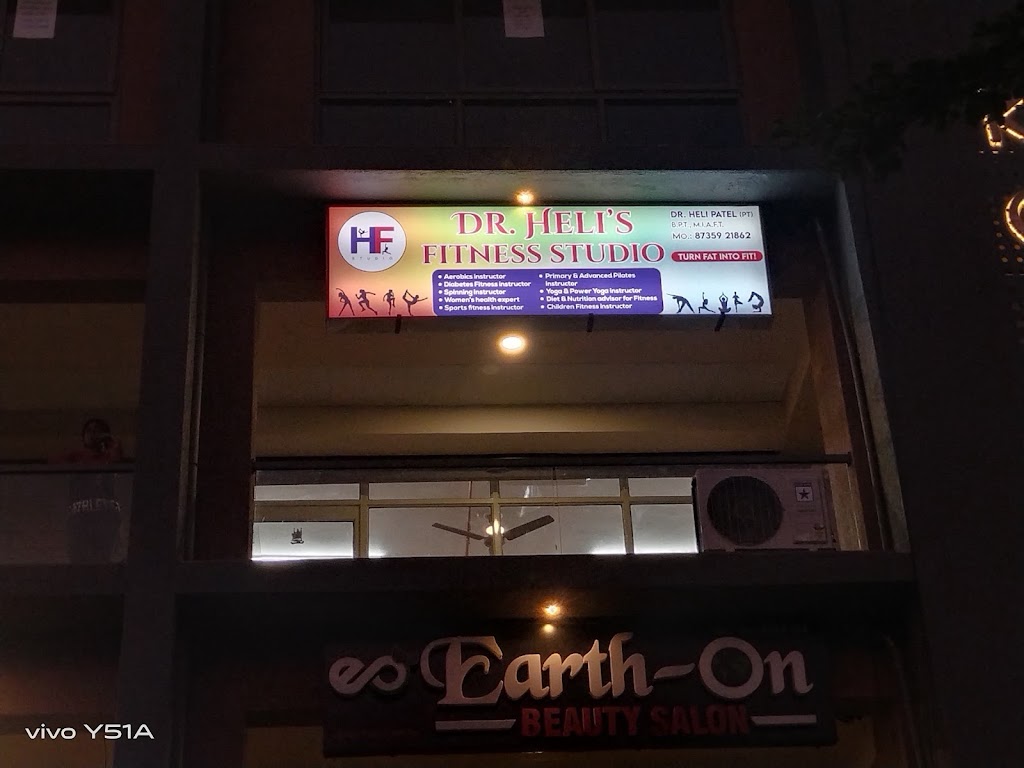 HF
STUDIO
DR. HELI'S
FITNESS STUDIO
• Aerobics instructor
• Diabetes Fitness instructor
• Spinning instructor
• Women's health expert
• Sports fitness instructor
• Primary & Advanced Pilates
instructor
• Yoga & Power Yoga instructor
• Diet & Nutrition advisor for Fitness
• Children Fitness instructor
DR. HELI PATEL (PT)
B.P.T., M.I.A.F.T.
MO.: 87359 21862
TURN FAT INTO FIT!
eo Earth-On
BEAUTY SALON
vivo Y51A